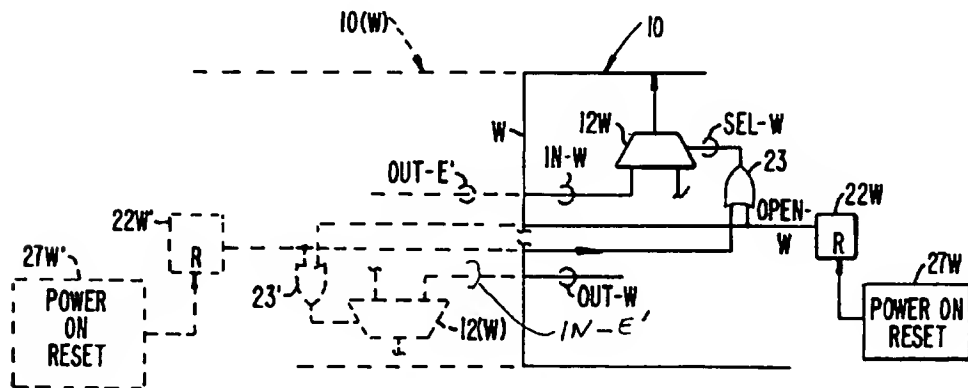 10(W)
10
SEL-W
12W
W
IN-W
23
OUT-E'
OPEN-
W
22W
22W'
R
R
27W'
27W
23'
OUT-W
POWER
ON
RESET
12(W)
IN-E'
POWER ON
RESET